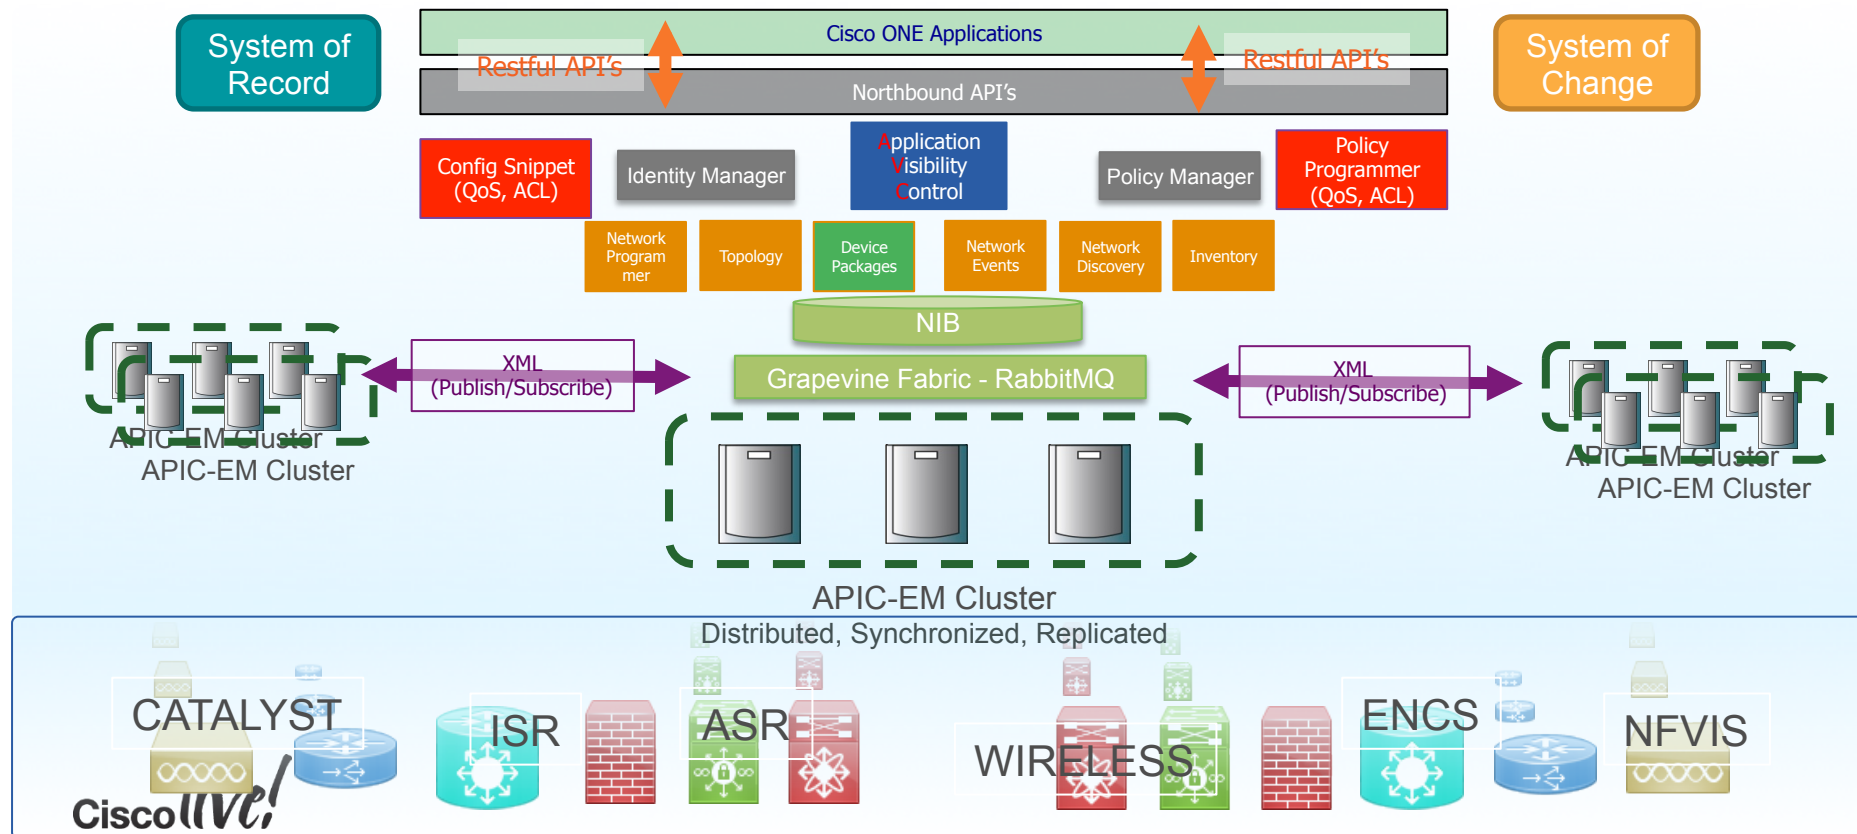 System of
Record
Cisco ONE Applications
Restful API's
Restful API's
Northbound API's
System of
Change
Config Snippet
(QoS, ACL)
Identity Manager
Application
Visibility
Control
Policy Manager
Policy
Programmer
(QoS, ACL)
Network
Program
mer
Topology
Device
Packages
Network
Events
Network
Discovery
Inventory
NIB
XML
(Publish/Subscribe)
Grapevine Fabric - RabbitMQ
XML
(Publish/Subscribe)
APIC-EM Cluster
APIC-EM Cluster
APIC-EM Cluster
APIC-EM Cluster
APIC-EM Cluster
Distributed, Synchronized, Replicated
CATALYST
ISR
ASR
WIRELESS
ENCS
NFVIS
Cisco live!